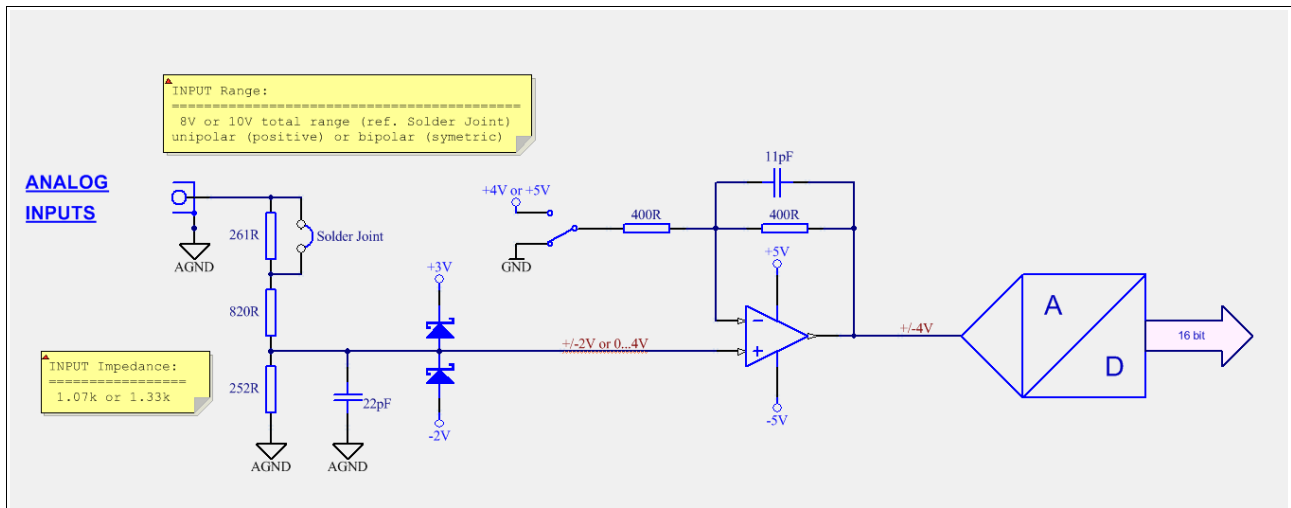 INPUT Range:
===========================================
8V or 10V total range (ref. Solder Joint)
unipolar (positive) or bipolar (symetric)
ANALOG
INPUTS
AGND
261R
Solder Joint
820R
252R
AGND
22pF
AGND
+3V
-2V
INPUT Impedance:
=================
1.07k or 1.33k
+/-2V or 0...4V
+4V or +5V
GND
400R
11pF
400R
+5V
-5V
+/-4V
A
D
16 bit